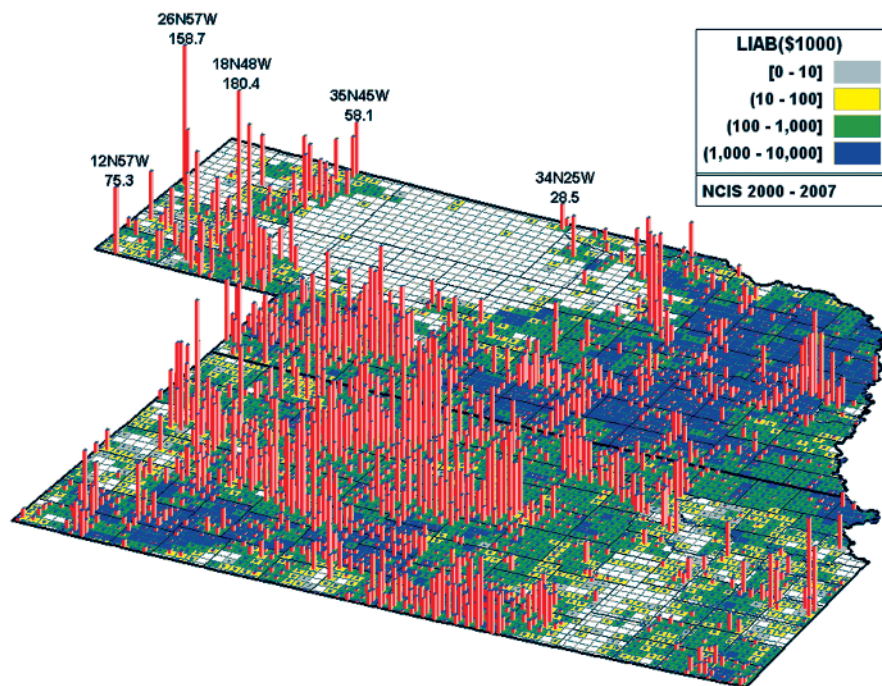 26N57W
158.7
18N48W
180.4
35N45W
58.1
12N57W
75.3
34N25W
28.5
LIAB($1000)
[0 - 10]
(10 - 100]
(100 - 1,000]
(1,000 - 10,000]
NCIS 2000 - 2007